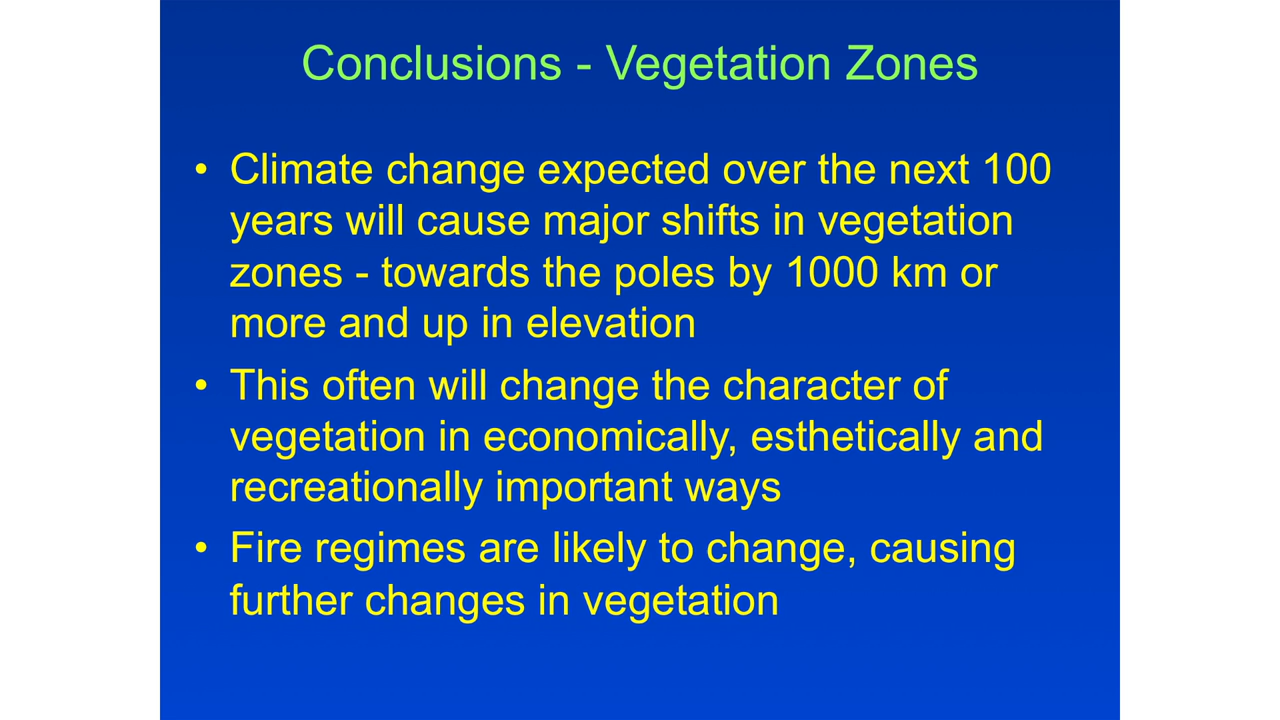 Conclusions - Vegetation Zones
• Climate change expected over the next 100
years will cause major shifts in vegetation
zones - towards the poles by 1000 km or
more and up in elevation
• This often will change the character of
vegetation in economically, esthetically and
recreationally important ways
• Fire regimes are likely to change, causing
further changes in vegetation